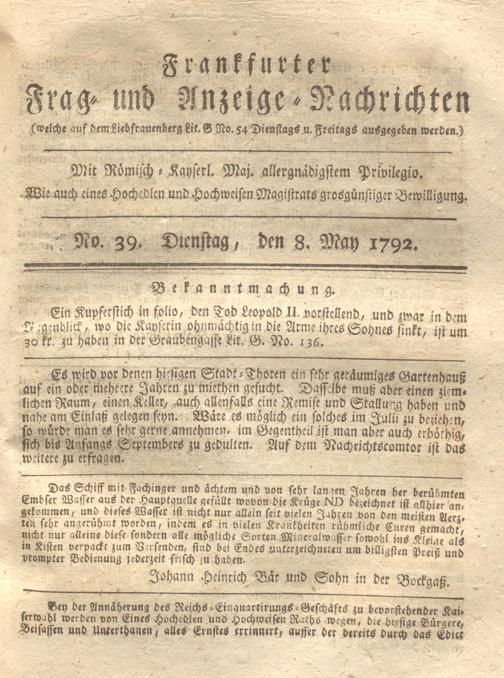 Frankfurter
Frag- und Anzeige-Nachrichten
(welche auf dem Liebfrauenberg Lit. G No. 54 Dienstags u. Freitags ausgegeben werden.)
Mit Römisch-Kayserl. Maj. allergnädigstem Privilegio.
Wie auch eines Hochedlen und Hochweisen Magistrats grosgünstiger Bewilligung.
No. 39. Dienstag, den 8. May 1792.
Bekanntmachung.
Ein Kupferstich in folio, den Tod Leopold II. vorstellend, und zwar in dem
Augenblick, wo die Kayserin ohnmächtig in die Arme ihres Sohnes sinkt, ist um
30 kr. zu haben in der Graubengasse Lit. G. No. 136.
Es wird vor denen hiesigen Stadt-Thoren ein sehr geräumiges Gartenhauß
auf ein oder mehrere Jahren zu miethen gesucht. Dasselbe muß aber einen ziem-
lichen Raum, einen Keller, auch allenfalls eine Remise und Stallung haben und
nahe am Einlaß gelegen seyn. Wäre es möglich ein solches im Julii zu beziehen,
so würde man es sehr gerne annehmen, im Gegentheil ist man aber auch erböthig,
sich bis Anfangs Septembers zu gedulten. Auf dem Nachrichtscomtor ist das
weitere zu erfragen.
Das Schiff mit Fachinger und ächtem und von sehr langen Jahren her berühmten
Embser Wasser aus der Hauptquelle gefüllt wovon die Krüge ND bezeichnet ist allhier an-
gekommen, und dieses Wasser ist nicht nur allein seit vielen Jahren von den meisten Aerz-
ten sehr angerühmt worden, indem es in vielen Krankheiten rühmliche Curen gemacht,
nicht nur alleine diese sondern alle mögliche Sorten Mineralwasser sowohl ins Kleine als
in Kisten verpackt zum Versenden, sind bey Endes unterzeichneten um billigsten Preiß und
prompter Bedienung jederzeit frisch zu haben.
Johann Heinrich Bär und Sohn in der Bockgaß.
Bey der Annäherung des Reichs-Einquartirungs-Geschäfts zu bevorstehender Kai-
serwahl werden von Eines Hochedlen und Hochweisen Raths wegen, die hiesige Bürgere,
Beisassen und Unterthanen, alles Ernstes errinnert, ausser der bereits durch das Edict